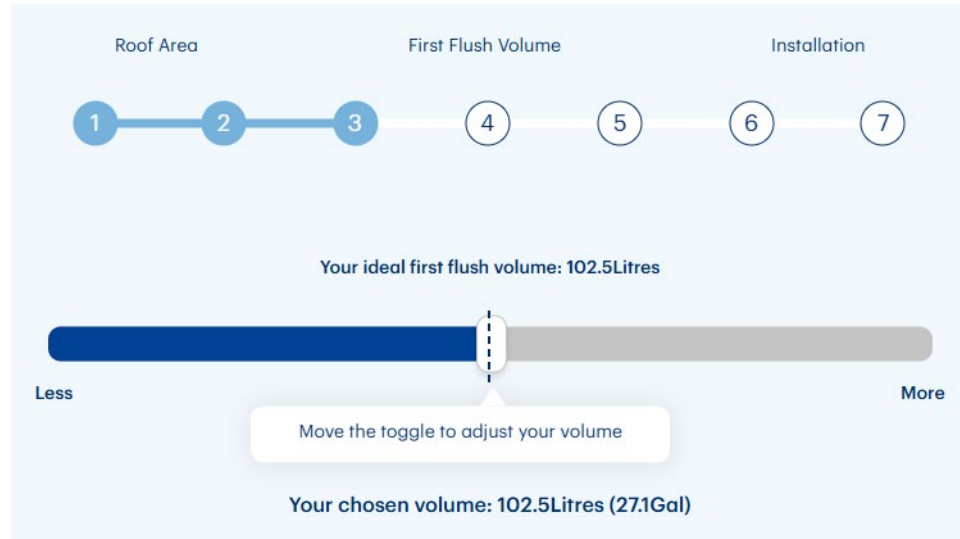 Roof Area First Flush Volume Installation
1 2 3 4 5 6 7
Your ideal first flush volume: 102.5Litres
Less More
Move the toggle to adjust your volume
Your chosen volume: 102.5Litres (27.1Gal)